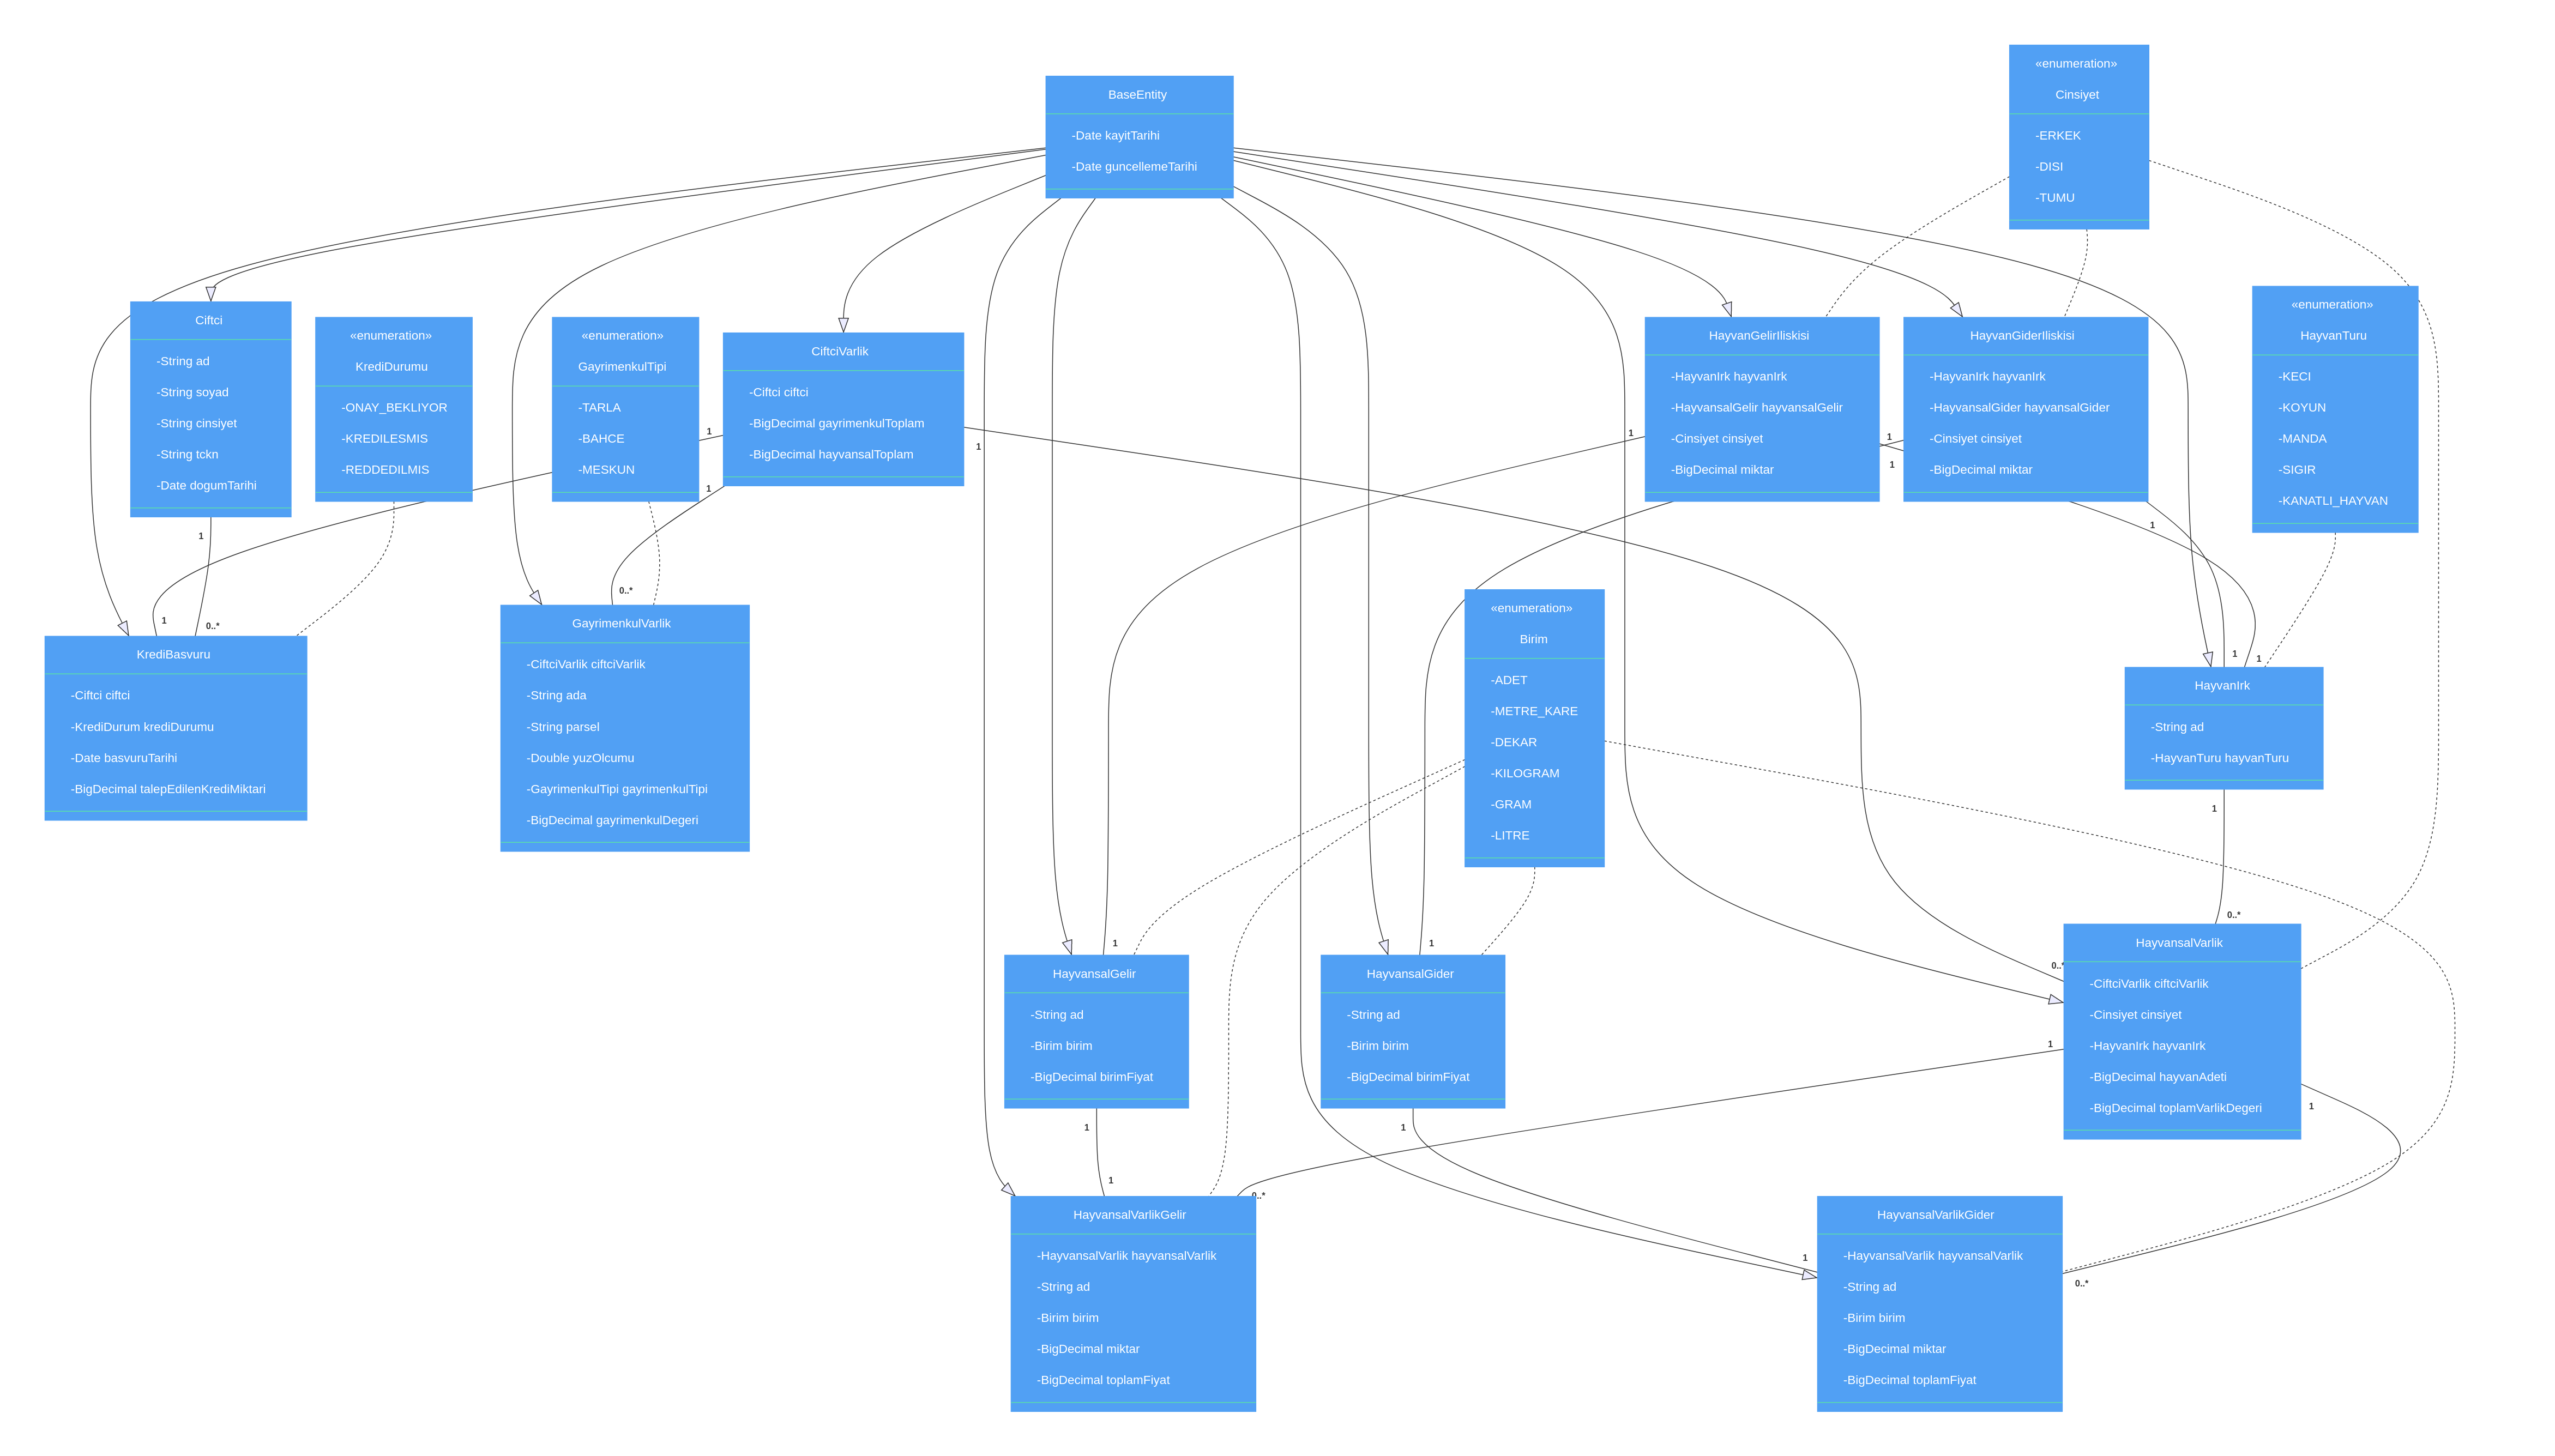 BaseEntity
-Date kayitTarihi
-Date guncellemeTarihi
«enumeration»
Cinsiyet
-ERKEK
-DISI
-TUMU
Ciftci
-String ad
-String soyad
-String cinsiyet
-String tckn
-Date dogumTarihi
«enumeration»
KrediDurumu
-ONAY_BEKLIYOR
-KREDILESMIS
-REDDEDILMIS
«enumeration»
GayrimenkulTipi
-TARLA
-BAHCE
-MESKUN
CiftciVarlik
-Ciftci ciftci
-BigDecimal gayrimenkulToplam
-BigDecimal hayvansalToplam
HayvanGelirIliskisi
-HayvanIrk hayvanIrk
-HayvansalGelir hayvansalGelir
-Cinsiyet cinsiyet
-BigDecimal miktar
HayvanGiderIliskisi
-HayvanIrk hayvanIrk
-HayvansalGider hayvansalGider
-Cinsiyet cinsiyet
-BigDecimal miktar
«enumeration»
HayvanTuru
-KECI
-KOYUN
-MANDA
-SIGIR
-KANATLI_HAYVAN
1
1
1
1
1
1
1
1
1
0..*
0..*
1
1
KrediBasvuru
-Ciftci ciftci
-KrediDurum krediDurumu
-Date basvuruTarihi
-BigDecimal talepEdilenKrediMiktari
GayrimenkulVarlik
-CiftciVarlik ciftciVarlik
-String ada
-String parsel
-Double yuzOlcumu
-GayrimenkulTipi gayrimenkulTipi
-BigDecimal gayrimenkulDegeri
«enumeration»
Birim
-ADET
-METRE_KARE
-DEKAR
-KILOGRAM
-GRAM
-LITRE
HayvanIrk
-String ad
-HayvanTuru hayvanTuru
1
0..*
1
1
0..*
HayvansalGelir
-String ad
-Birim birim
-BigDecimal birimFiyat
HayvansalGider
-String ad
-Birim birim
-BigDecimal birimFiyat
HayvansalVarlik
-CiftciVarlik ciftciVarlik
-Cinsiyet cinsiyet
-HayvanIrk hayvanIrk
-BigDecimal hayvanAdeti
-BigDecimal toplamVarlikDegeri
1
1
1
1
1
0..*
1
0..*
HayvansalVarlikGelir
-HayvansalVarlik hayvansalVarlik
-String ad
-Birim birim
-BigDecimal miktar
-BigDecimal toplamFiyat
HayvansalVarlikGider
-HayvansalVarlik hayvansalVarlik
-String ad
-Birim birim
-BigDecimal miktar
-BigDecimal toplamFiyat